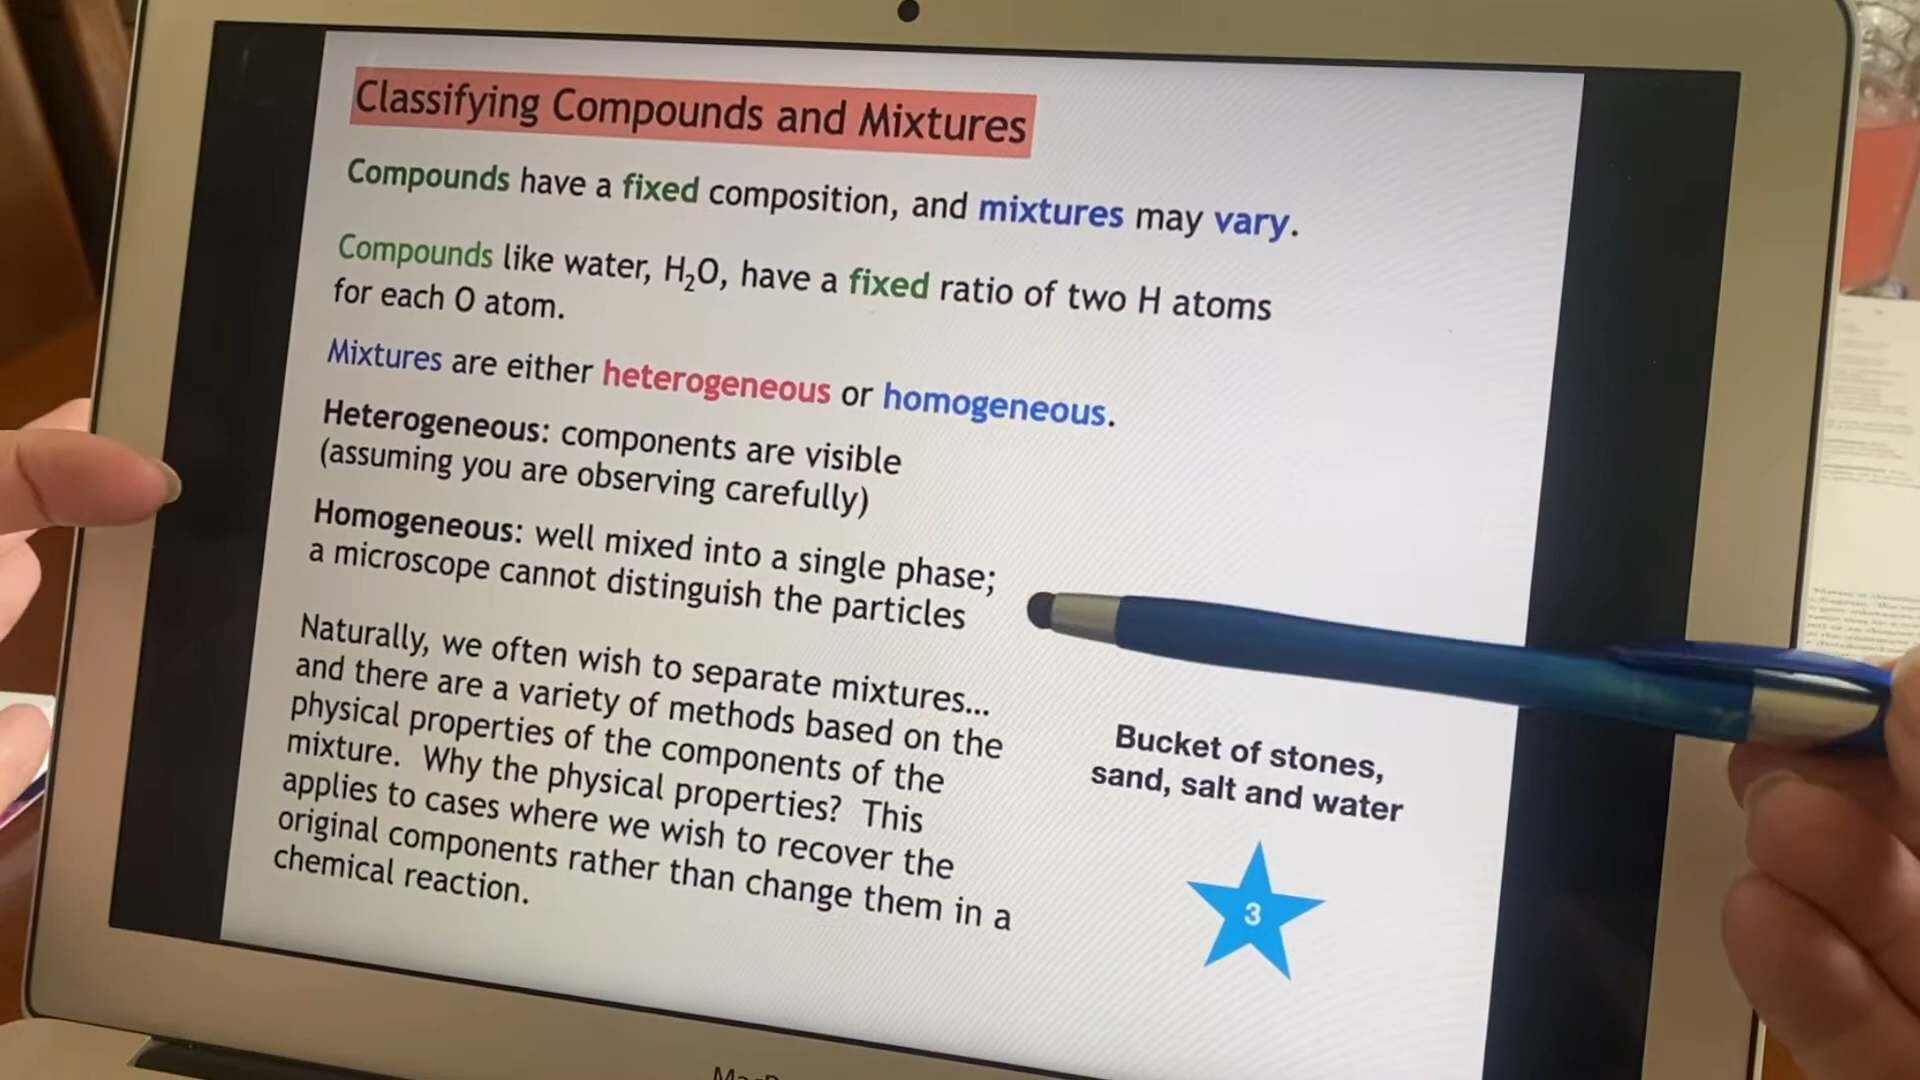 Classifying Compounds and Mixtures
Compounds have a fixed composition, and mixtures may vary.
Compounds like water, H₂O, have a fixed ratio of two H atoms
for each O atom.
Mixtures are either heterogeneous or homogeneous.
Heterogeneous: components are visible
(assuming you are observing carefully)
Homogeneous: well mixed into a single phase;
a microscope cannot distinguish the particles
Naturally, we often wish to separate mixtures...
and there are a variety of methods based on the
physical properties of the components of the
mixture. Why the physical properties? This
applies to cases where we wish to recover the
original components rather than change them in a
chemical reaction.
Bucket of stones,
sand, salt and water
3